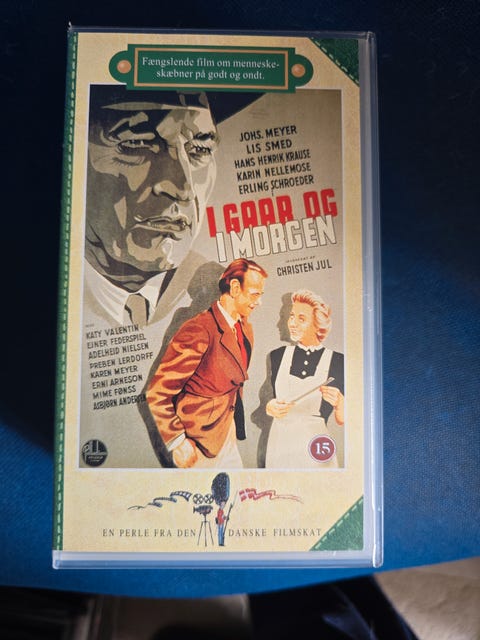 Fængslende film om menneske-
skæbner på godt og ondt.
JOHS. MEYER
LIS SMED
HANS HENRIK KRAUSE
KARIN NELLEMOSE
ERLING SCHROEDER
I GAAR OG
I MORGEN
CHRISTEN JUL
KATY VALENTIN
EJNER FEDERSPIEL
ADELHEID NIELSEN
PREBEN LERDORFF
KAREN MEYER
ERNI ARNESON
MIME FØNSS
ASBJØRN ANDERSEN
15
EN PERLE FRA DEN DANSKE FILMSKAT